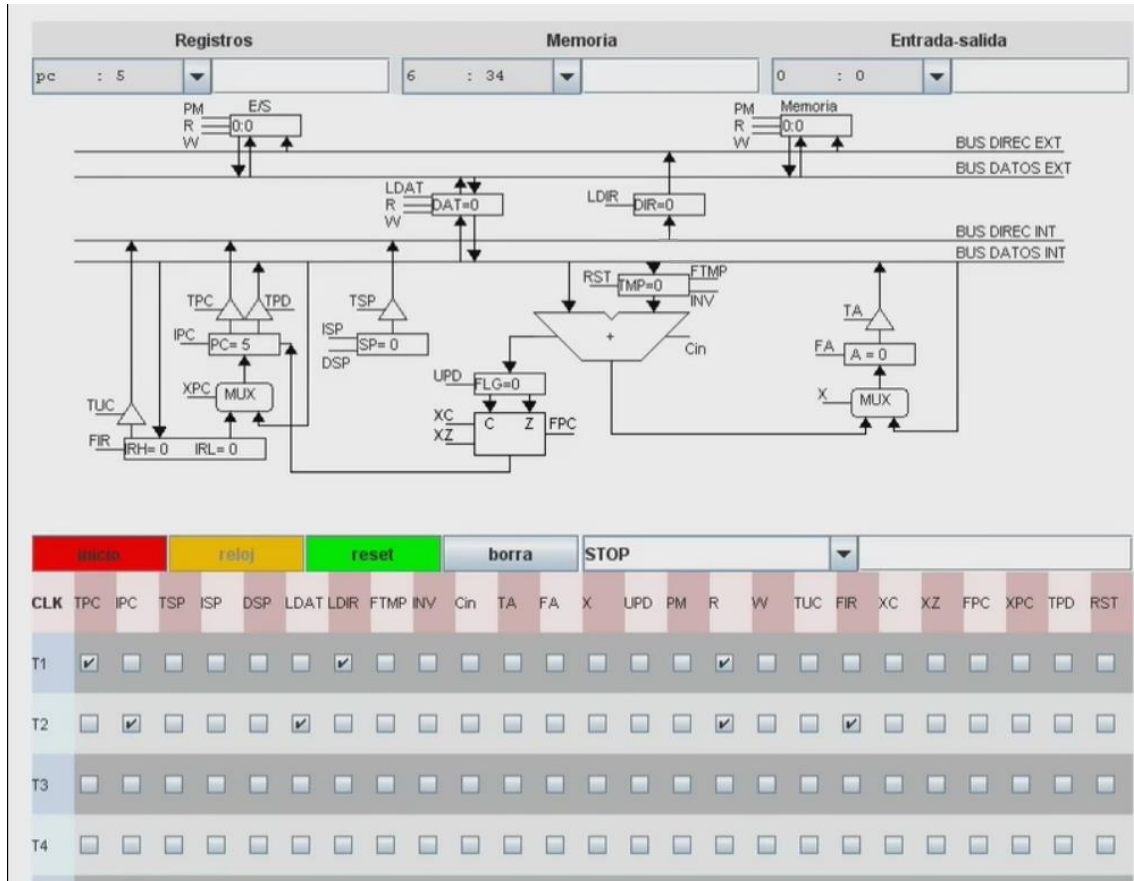 Registros Memoria Entrada-salida
pc : 5 6 : 34 0 : 0
PM E/S PM Memoria
R 0:0 R 0:0
W W BUS DIREC EXT
BUS DATOS EXT
LDAT
R DAT=0 LDIR DIR=0
W
BUS DIREC INT
BUS DATOS INT
RST TMP=0 FTMP
INV
TPC TPD TSP TA
IPC PC= 5 ISP SP= 0 + Cin FA A = 0
DSP
XPC MUX UPD FLG=0 X MUX
TUC XC C Z FPC
XZ
FIR IRH= 0 IRL= 0
inicio reloj reset borra STOP
CLK TPC IPC TSP ISP DSP LDAT LDIR FTMP INV Cin TA FA X UPD PM R W TUC FIR XC XZ FPC XPC TPD RST
T1
T2
T3
T4